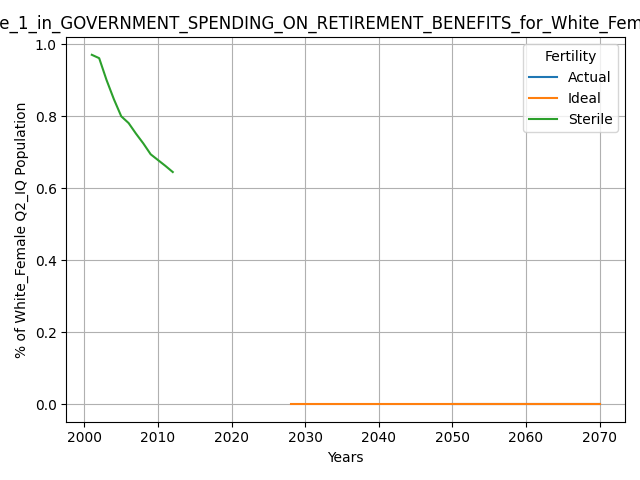 e_1_in_GOVERNMENT_SPENDING_ON_RETIREMENT_BENEFITS_for_White_Fem
1.0
0.8
0.6
0.4
0.2
0.0
% of White_Female Q2_IQ Population
Fertility
Actual
Ideal
Sterile
2000 2010 2020 2030 2040 2050 2060 2070
Years